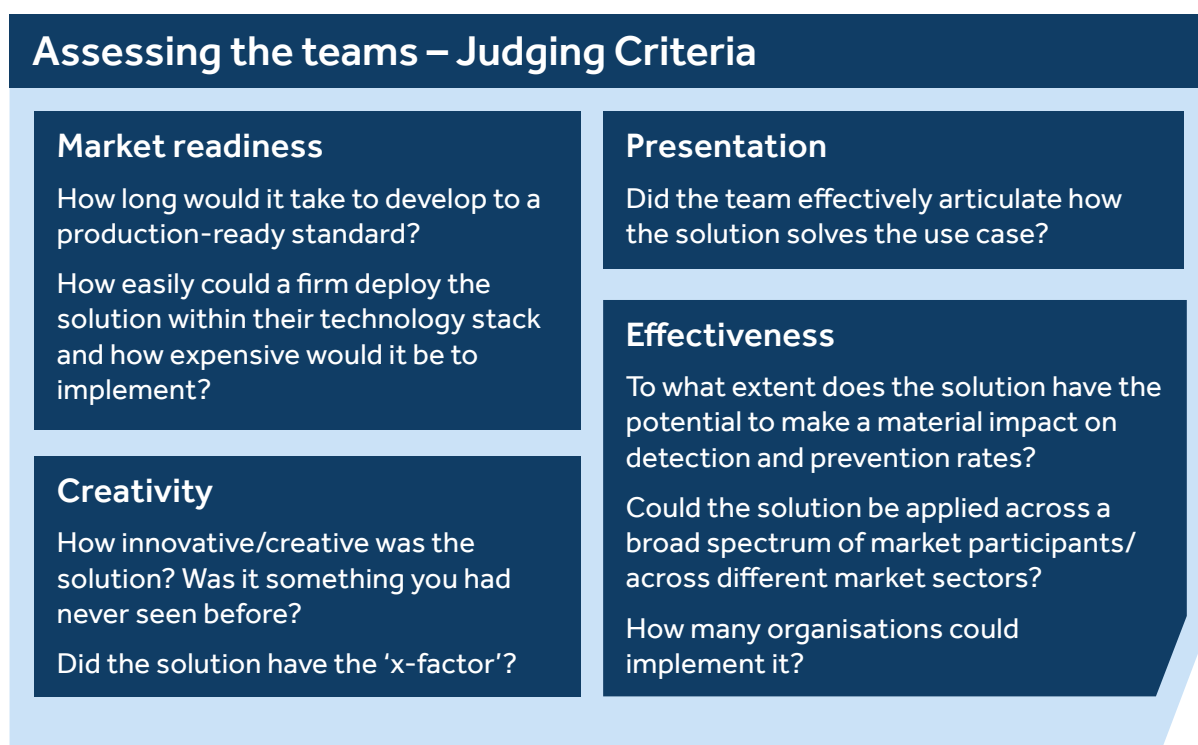 Assessing the teams – Judging Criteria
Market readiness
How long would it take to develop to a
production-ready standard?
How easily could a firm deploy the
solution within their technology stack
and how expensive would it be to
implement?
Creativity
How innovative/creative was the
solution? Was it something you had
never seen before?
Did the solution have the ‘x-factor’?
Presentation
Did the team effectively articulate how
the solution solves the use case?
Effectiveness
To what extent does the solution have the
potential to make a material impact on
detection and prevention rates?
Could the solution be applied across a
broad spectrum of market participants/
across different market sectors?
How many organisations could
implement it?